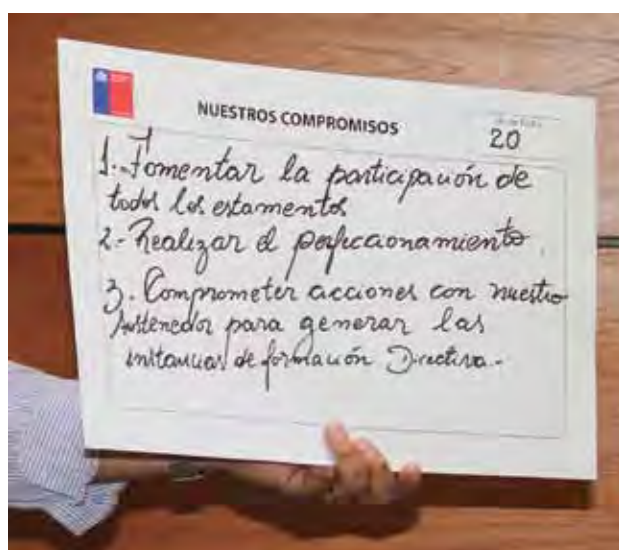 NUESTROS COMPROMISOS
20
1.- Fomentar la participación de
todos los estamentos
2.- Realizar el perfeccionamiento.
3. Comprometer acciones con nuestro
sostenedor para generar las
instancias de formación Directiva.-